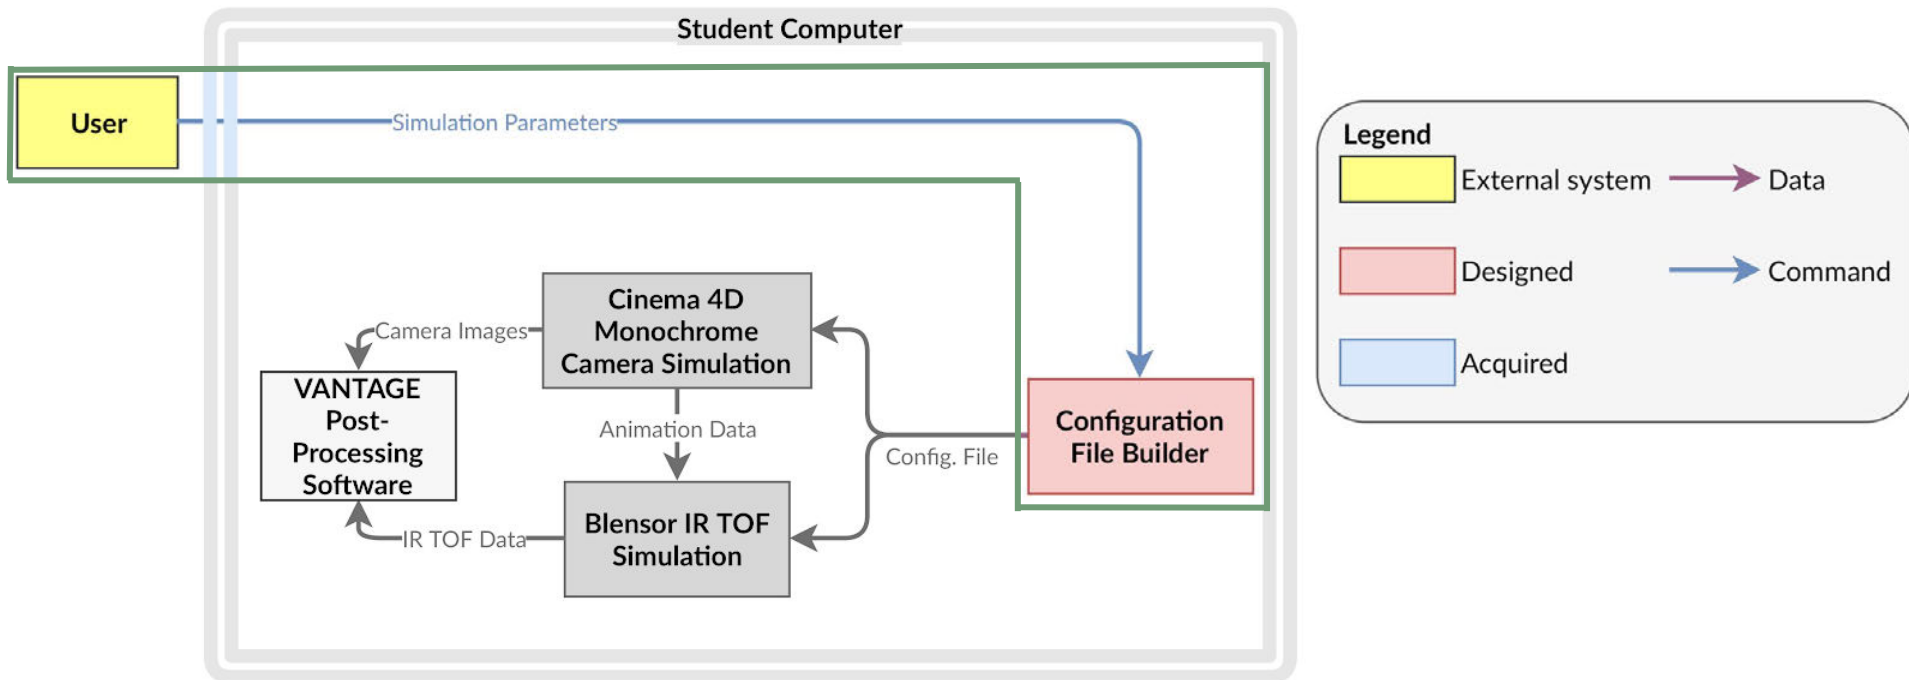 Student Computer
User
Simulation Parameters
Cinema 4D
Monochrome
Camera Simulation
Camera Images
VANTAGE
Post-
Processing
Software
Animation Data
Config. File
Configuration
File Builder
IR TOF Data
Blensor IR TOF
Simulation
Legend
External system
Data
Designed
Command
Acquired